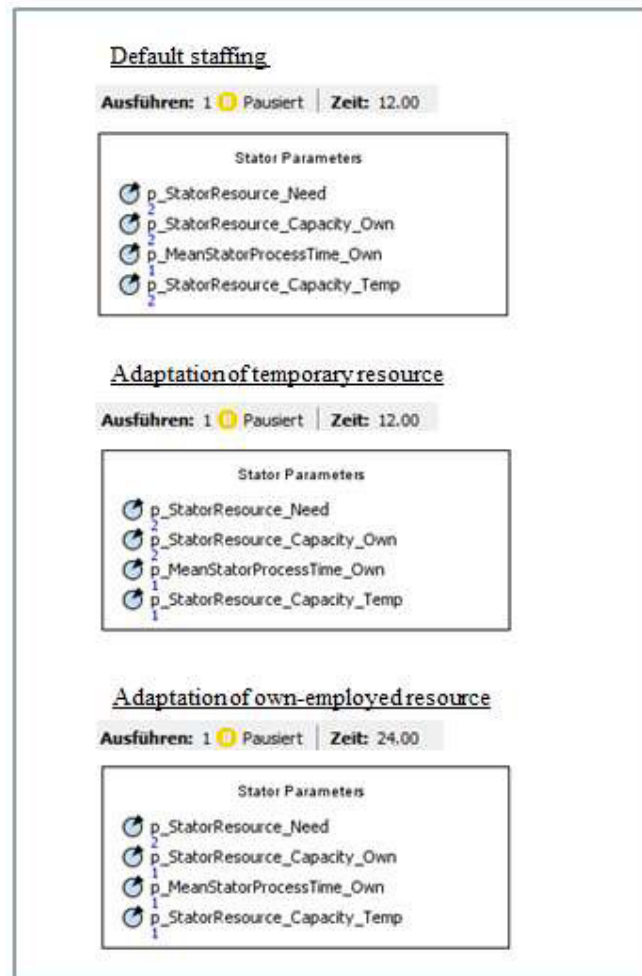 Default staffing
Ausführen: 1 Pausiert | Zeit: 12.00
Stator Parameters
p_StatorResource_Need
2
p_StatorResource_Capacity_Own
2
p_MeanStatorProcessTime_Own
1
p_StatorResource_Capacity_Temp
2
Adaptation of temporary resource
Ausführen: 1 Pausiert | Zeit: 12.00
Stator Parameters
p_StatorResource_Need
2
p_StatorResource_Capacity_Own
2
p_MeanStatorProcessTime_Own
1
p_StatorResource_Capacity_Temp
1
Adaptation of own-employed resource
Ausführen: 1 Pausiert | Zeit: 24.00
Stator Parameters
p_StatorResource_Need
2
p_StatorResource_Capacity_Own
1
p_MeanStatorProcessTime_Own
1
p_StatorResource_Capacity_Temp
1